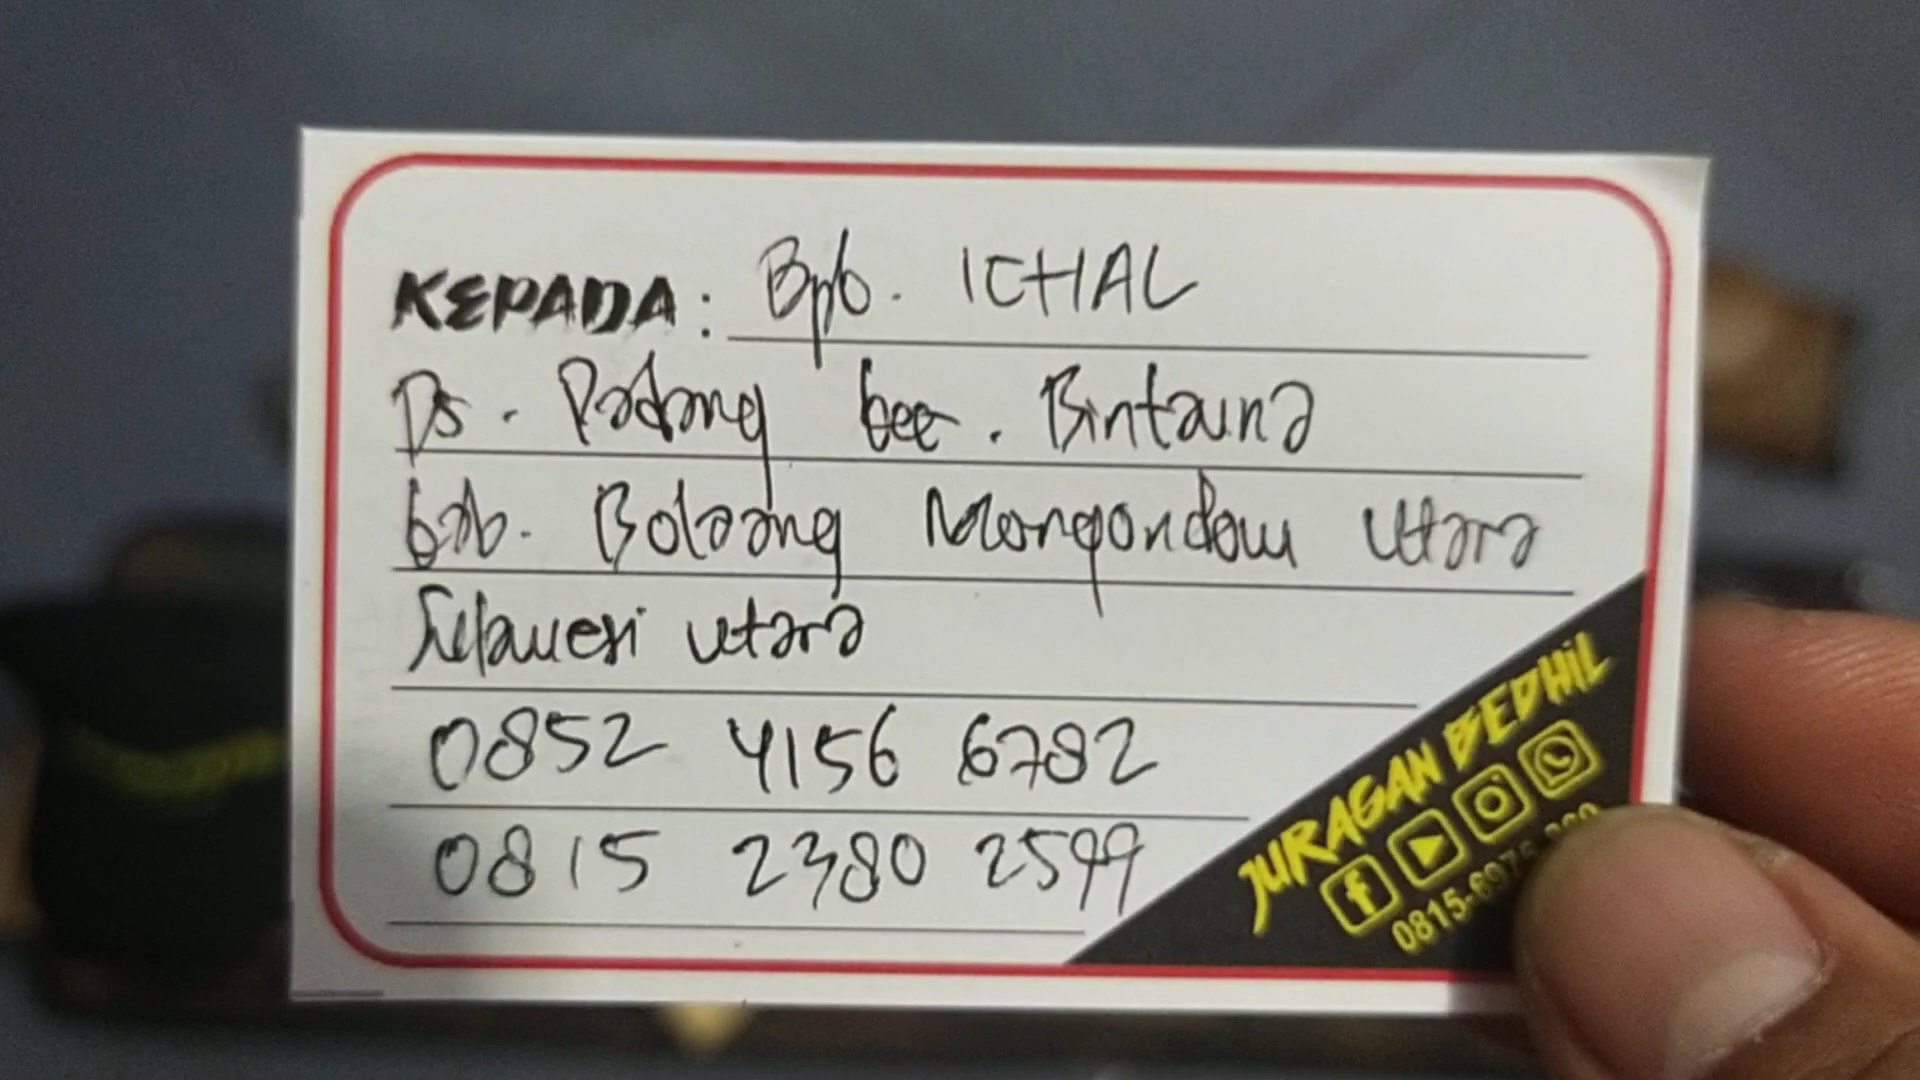 KEPADA: Bpk. ICHAL
Ds. Padang kec. Bintauna
kab. Bolaang Mongondow Utara
Sulawesi Utara
0852 4156 6782
0815 2380 2599
JURAGAN BEDHIL